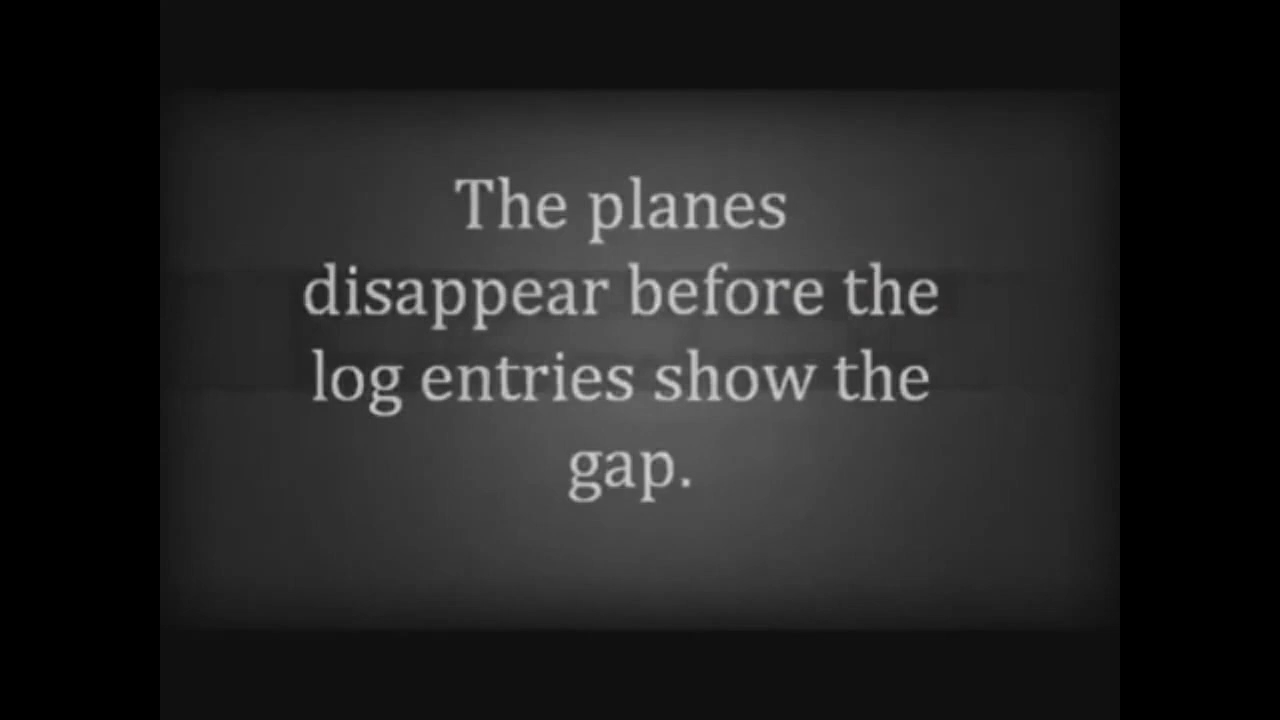 The planes
disappear before the
log entries show the
gap.